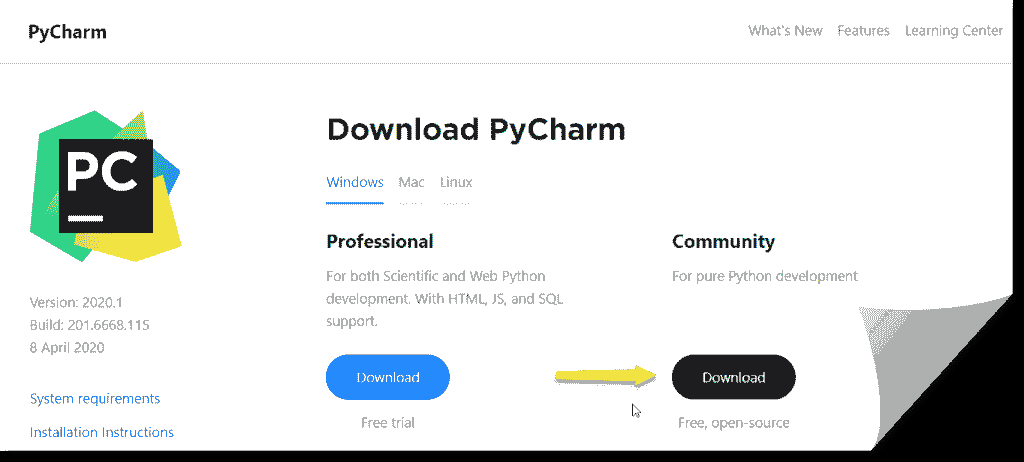 PyCharm
What's New Features Learning Center
PC
Download PyCharm
Windows Mac Linux
Professional
For both Scientific and Web Python
development. With HTML, JS, and SQL
support.
Download
Free trial
Community
For pure Python development
Download
Free, open-source
Version: 2020.1
Build: 201.6668.115
8 April 2020
System requirements
Installation Instructions